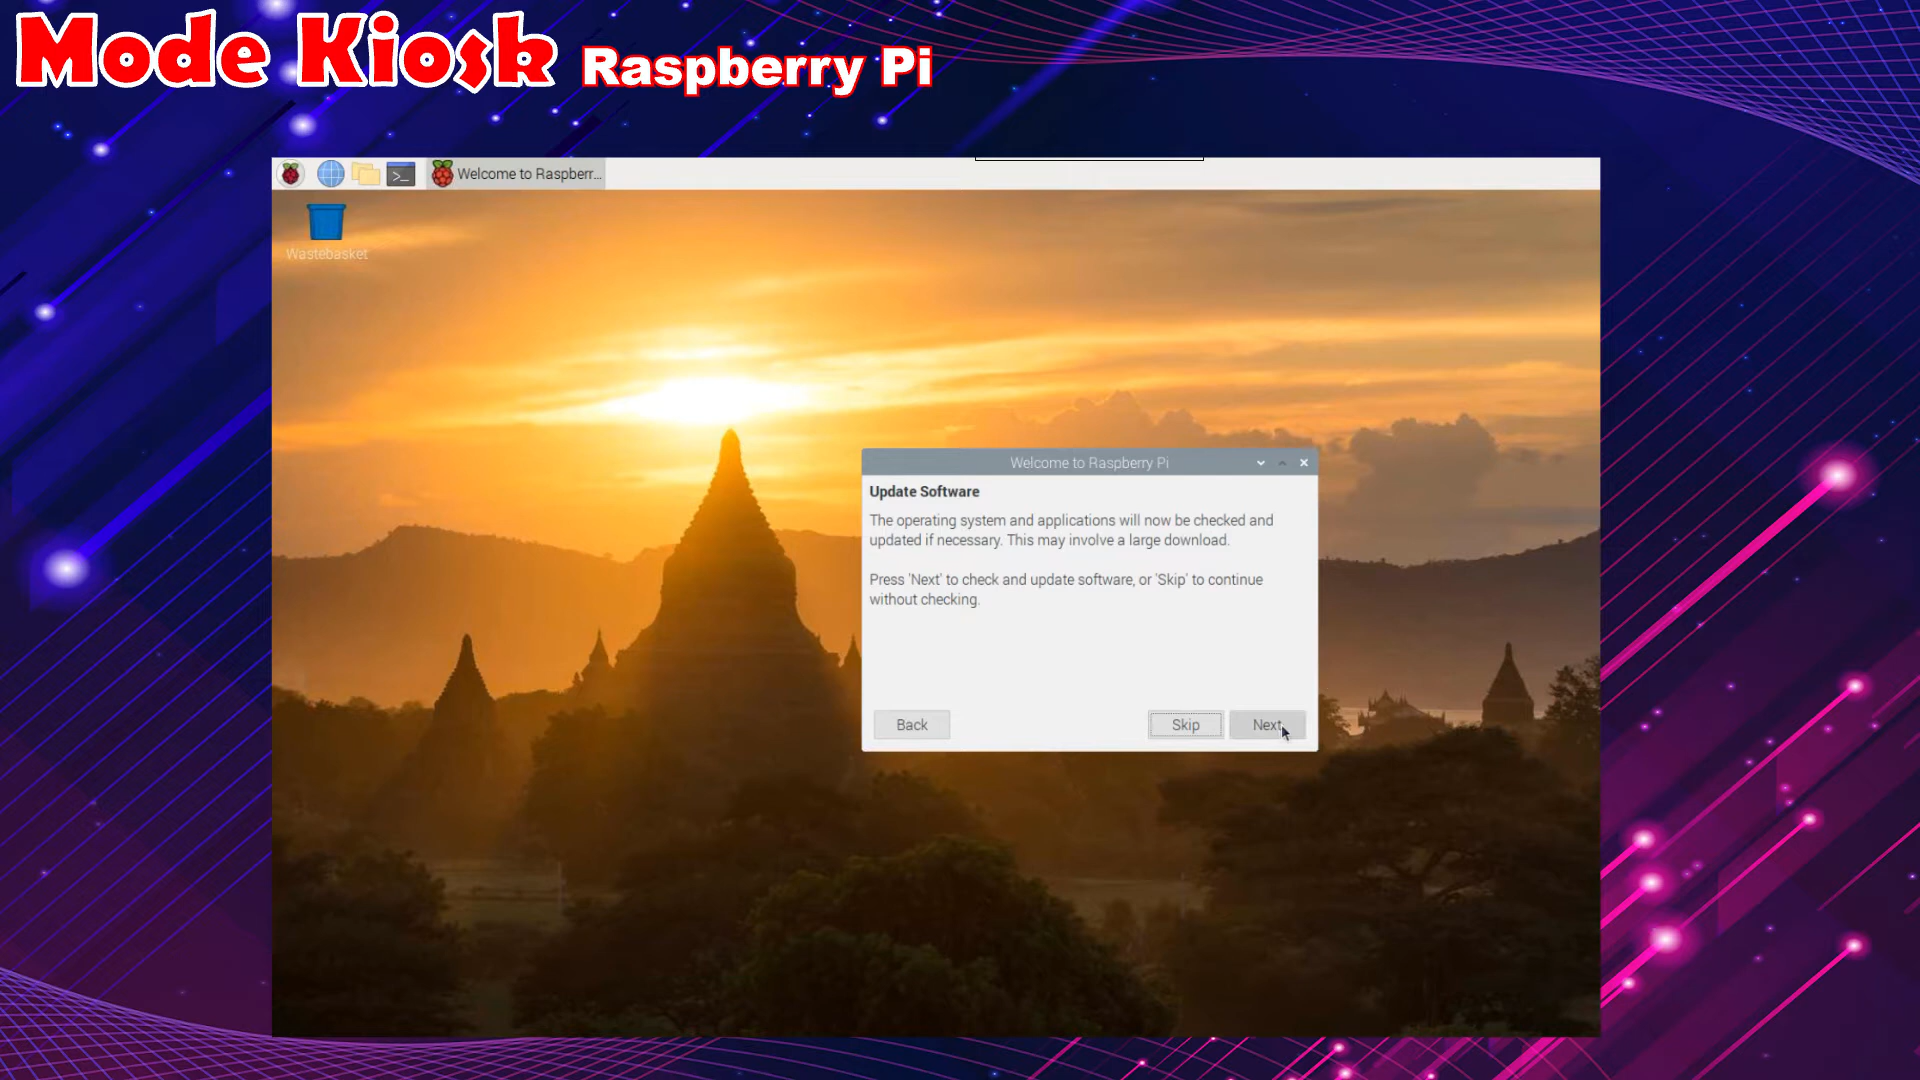 Mode Kiosk Raspberry Pi
Welcome to Raspberr...
Wastebasket
Welcome to Raspberry Pi
Update Software
The operating system and applications will now be checked and
updated if necessary. This may involve a large download.
Press 'Next' to check and update software, or 'Skip' to continue
without checking.
Back
Skip
Next